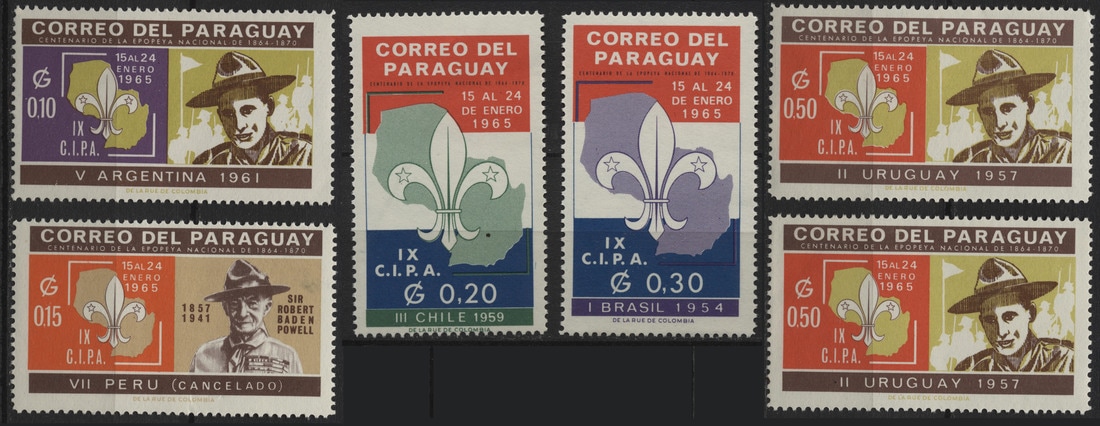 CORREO DEL PARAGUAY
CENTENARIO DE LA EPOPEYA NACIONAL DE 1864-1870
15 AL 24
ENERO
1965
₲
0,10
IX
C.I.P.A.
V ARGENTINA 1961
DE LA RUE DE COLOMBIA
CORREO DEL PARAGUAY
CENTENARIO DE LA EPOPEYA NACIONAL DE 1864-1870
15 AL 24
ENERO
1965
₲
0.15
IX
C.I.P.A.
1857
1941
SIR
ROBERT
BADEN
POWELL
VII PERU (CANCELADO)
DE LA RUE DE COLOMBIA
CORREO DEL
PARAGUAY
CENTENARIO DE LA EPOPEYA NACIONAL DE 1864-1870
15 AL 24
DE ENERO
1965
IX
C.I.P.A.
₲ 0,20
III CHILE 1959
DE LA RUE DE COLOMBIA
CORREO DEL
PARAGUAY
CENTENARIO DE LA EPOPEYA NACIONAL DE 1864-1870
15 AL 24
DE ENERO
1965
IX
C.I.P.A.
₲ 0,30
I BRASIL 1954
DE LA RUE DE COLOMBIA
CORREO DEL PARAGUAY
CENTENARIO DE LA EPOPEYA NACIONAL DE 1864-1870
15 AL 24
ENERO
1965
₲
0.50
IX
C.I.P.A.
II URUGUAY 1957
DE LA RUE DE COLOMBIA
CORREO DEL PARAGUAY
CENTENARIO DE LA EPOPEYA NACIONAL DE 1864-1870
15 AL 24
ENERO
1965
₲
0.50
IX
C.I.P.A.
II URUGUAY 1957
DE LA RUE DE COLOMBIA